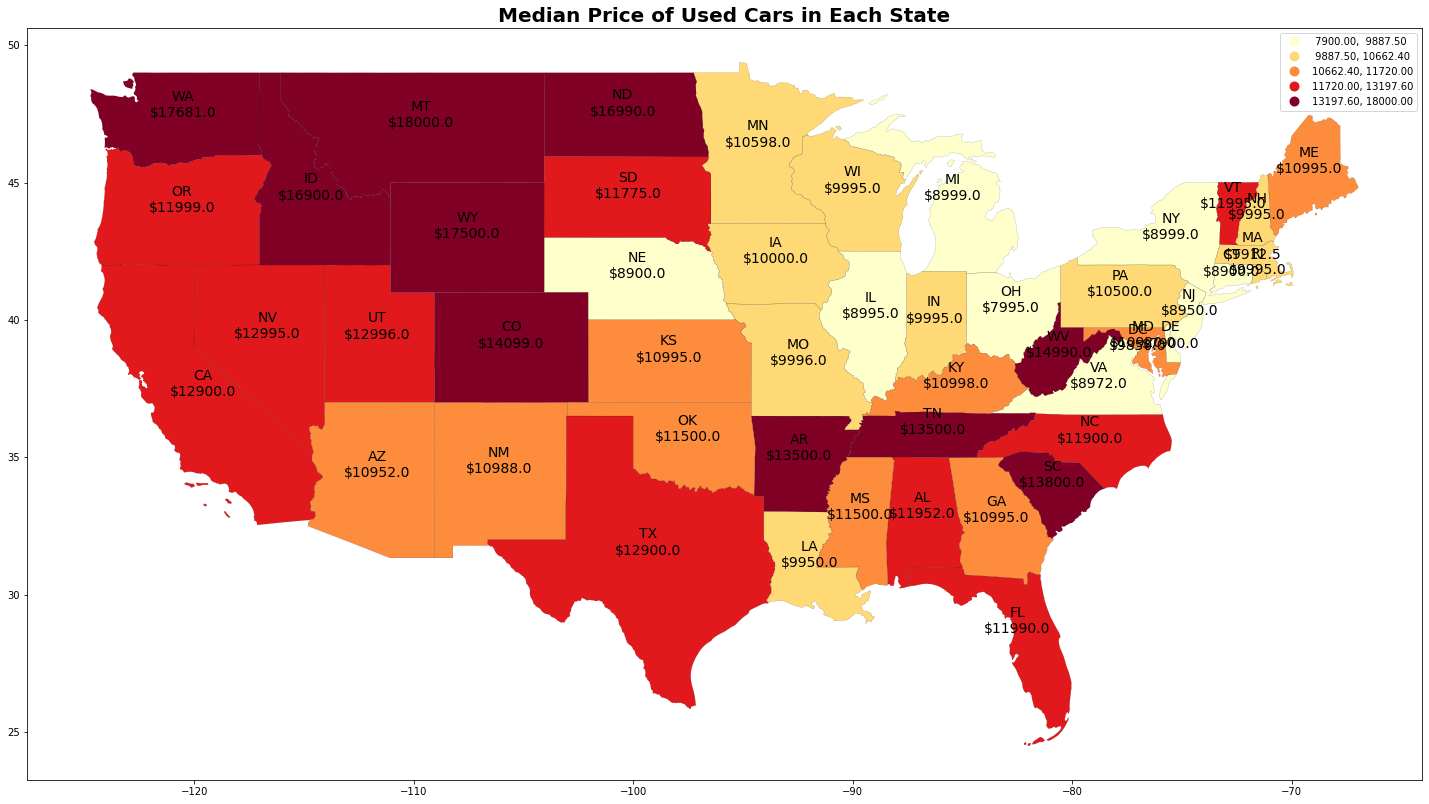 Median Price of Used Cars in Each State
7900.00, 9887.50
9887.50, 10662.40
10662.40, 11720.00
11720.00, 13197.60
13197.60, 18000.00
50
45
40
35
30
25
WA
$17681.0
MT
$18000.0
ND
$16990.0
MN
$10598.0
ME
$10995.0
OR
$11999.0
ID
$16900.0
SD
$11775.0
WI
$9995.0
MI
$8999.0
VT
$11995.0
NH
$9995.0
WY
$17500.0
NY
$8999.0
MA
NE
$8900.0
IA
$10000.0
$8900.0
$9995.0
PA
$10500.0
NJ
$8950.0
NV
$12995.0
UT
$12996.0
CO
$14099.0
IL
$8995.0
IN
$9995.0
OH
$7995.0
WV
$14990.0
DC
MD
DE
KS
$10995.0
MO
$9996.0
KY
$10998.0
VA
$8972.0
CA
$12900.0
AZ
$10952.0
NM
$10988.0
OK
$11500.0
AR
$13500.0
TN
$13500.0
NC
$11900.0
SC
$13800.0
TX
$12900.0
LA
$9950.0
MS
$11500.0
AL
$11952.0
GA
$10995.0
FL
$11990.0
−120
−110
−100
−90
−80
−70